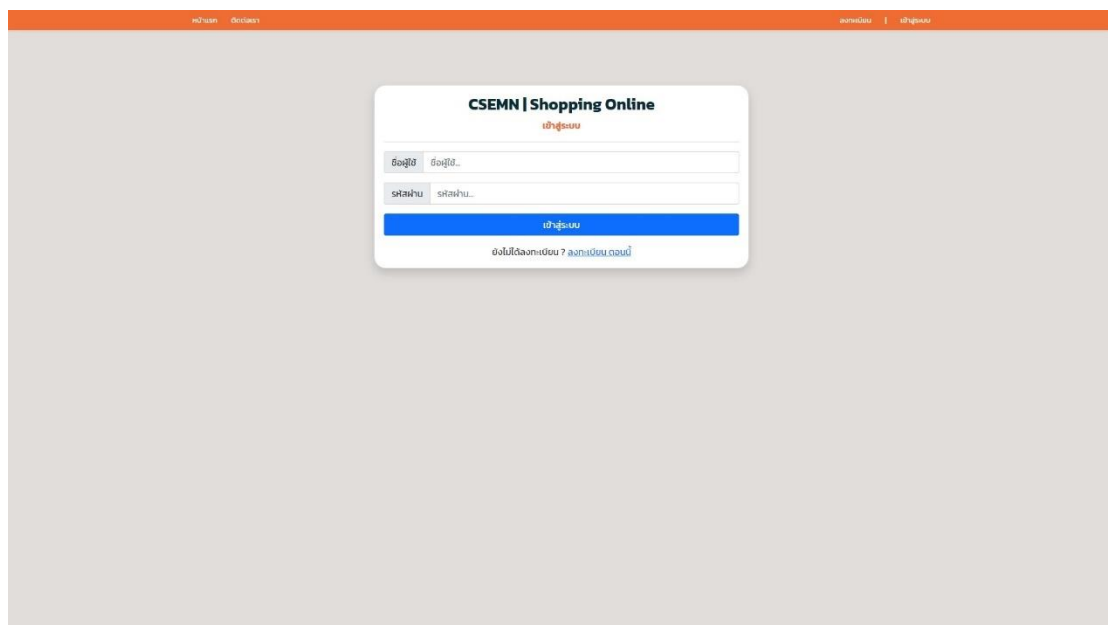 หน้าแรก ติดต่อเรา ลงทะเบียน | เข้าสู่ระบบ
CSEMN | Shopping Online
เข้าสู่ระบบ
ชื่อผู้ใช้ ชื่อผู้ใช้...
รหัสผ่าน รหัสผ่าน...
เข้าสู่ระบบ
ยังไม่ได้ลงทะเบียน ? ลงทะเบียน ตอนนี้